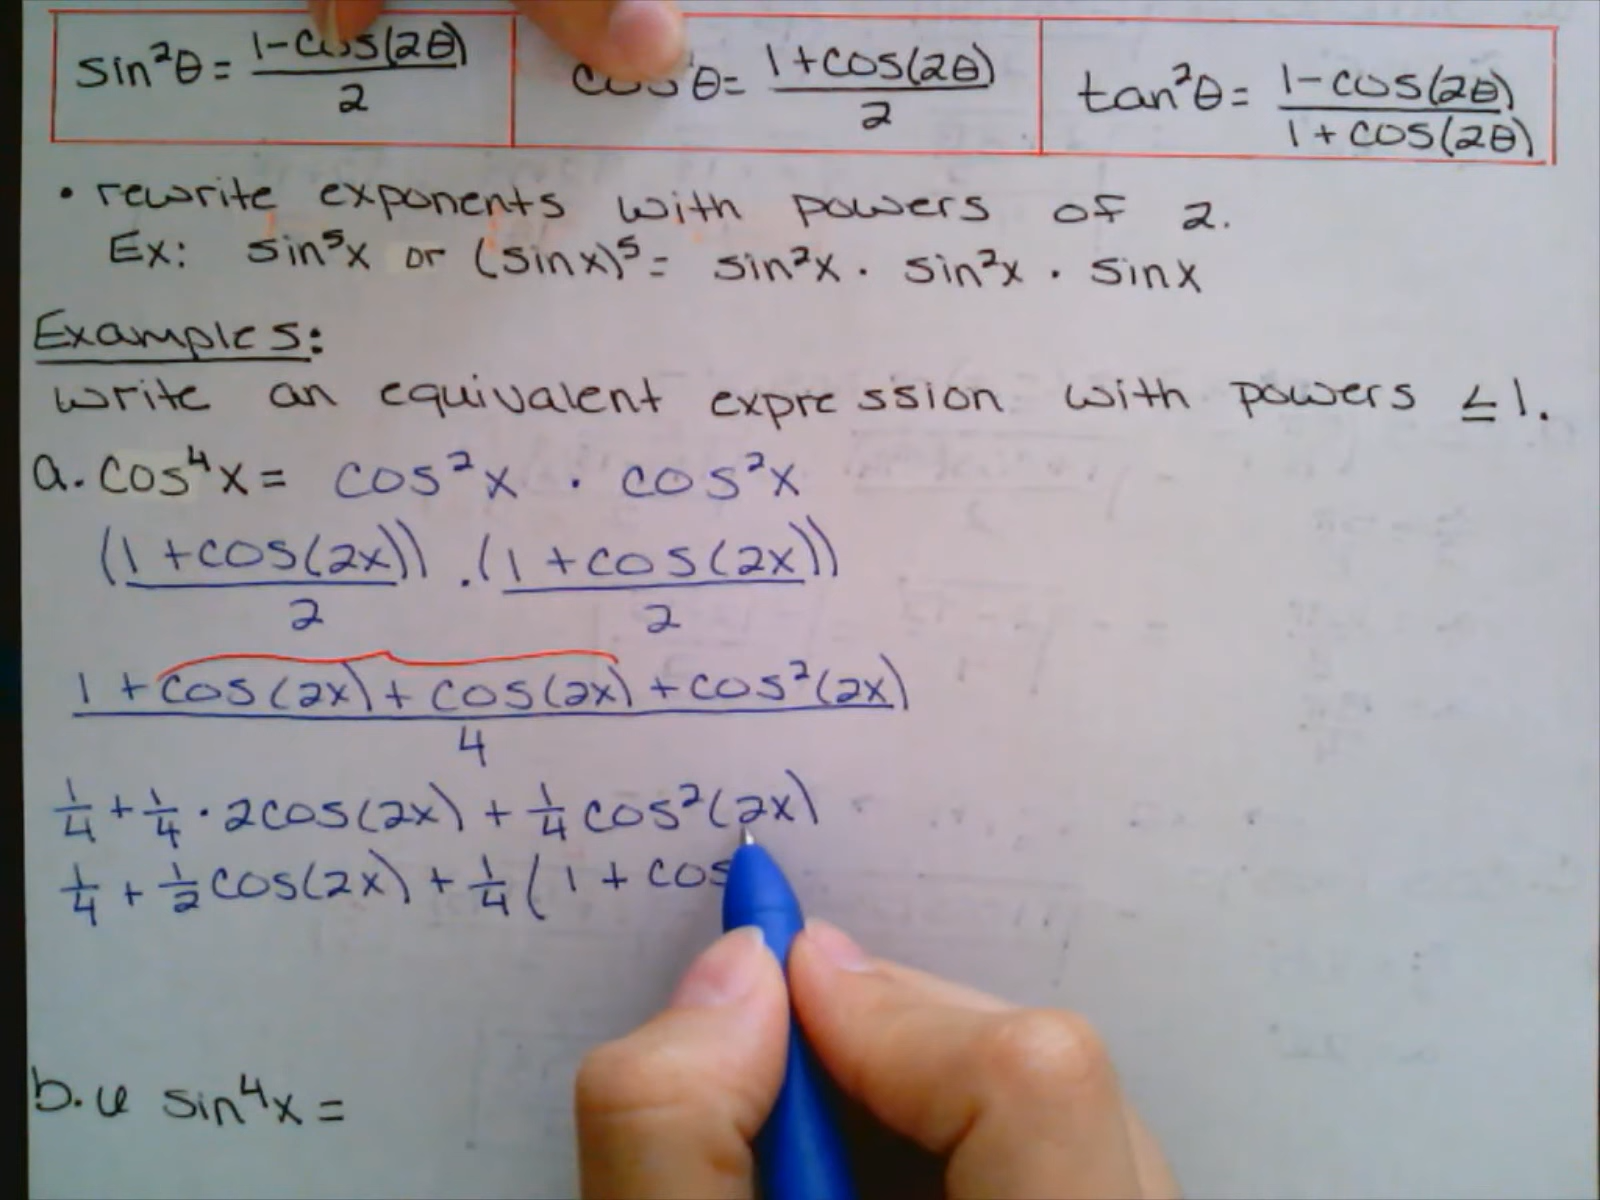 sin²θ = (1-cos(2θ))/2 cos²θ = (1+cos(2θ))/2 tan²θ = (1-cos(2θ))/(1+cos(2θ))
• rewrite exponents with powers of 2.
Ex: sin⁵x or (sinx)⁵ = sin²x · sin²x · sinx
Examples:
write an equivalent expression with powers ≤ 1.
a. cos⁴x = cos²x · cos²x
(1+cos(2x))/2 · (1+cos(2x))/2
(1 + cos(2x) + cos(2x) + cos²(2x))/4
1/4 + 1/4 · 2cos(2x) + 1/4 cos²(2x)
1/4 + 1/2 cos(2x) + 1/4 (1 + cos
b. sin⁴x =